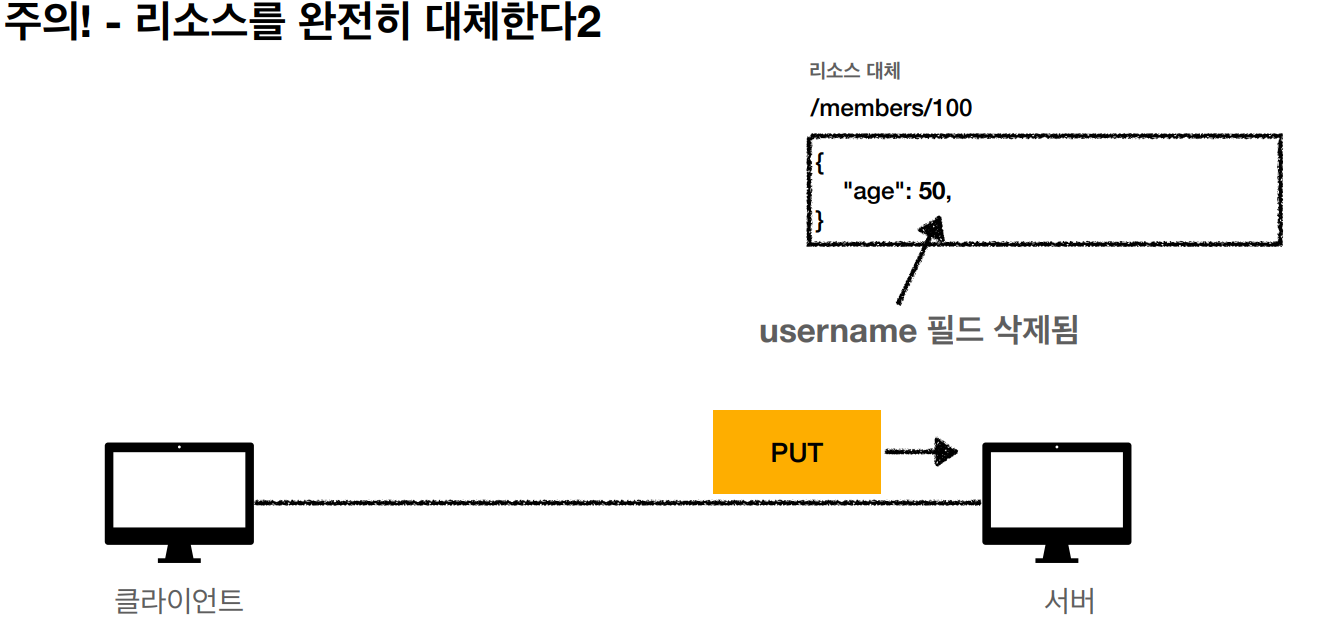 주의! - 리소스를 완전히 대체한다2
리소스 대체
/members/100
{
"age": 50,
}
username 필드 삭제됨
PUT
클라이언트
서버